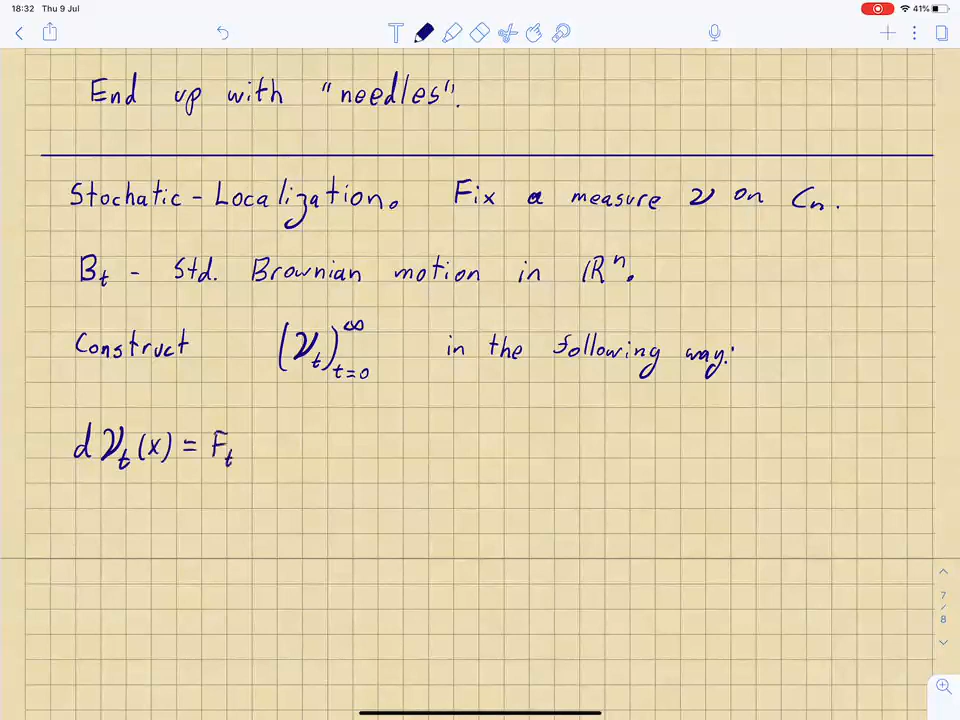 18:32 Thu 9 Jul 41%
End up with "needles".
Stochatic - Localization. Fix a measure ν on Cₙ.
Bₜ - Std. Brownian motion in ℝⁿ.
Construct (νₜ)_{t=0}^∞ in the following way:
dνₜ(x) = Fₜ
7
/
8